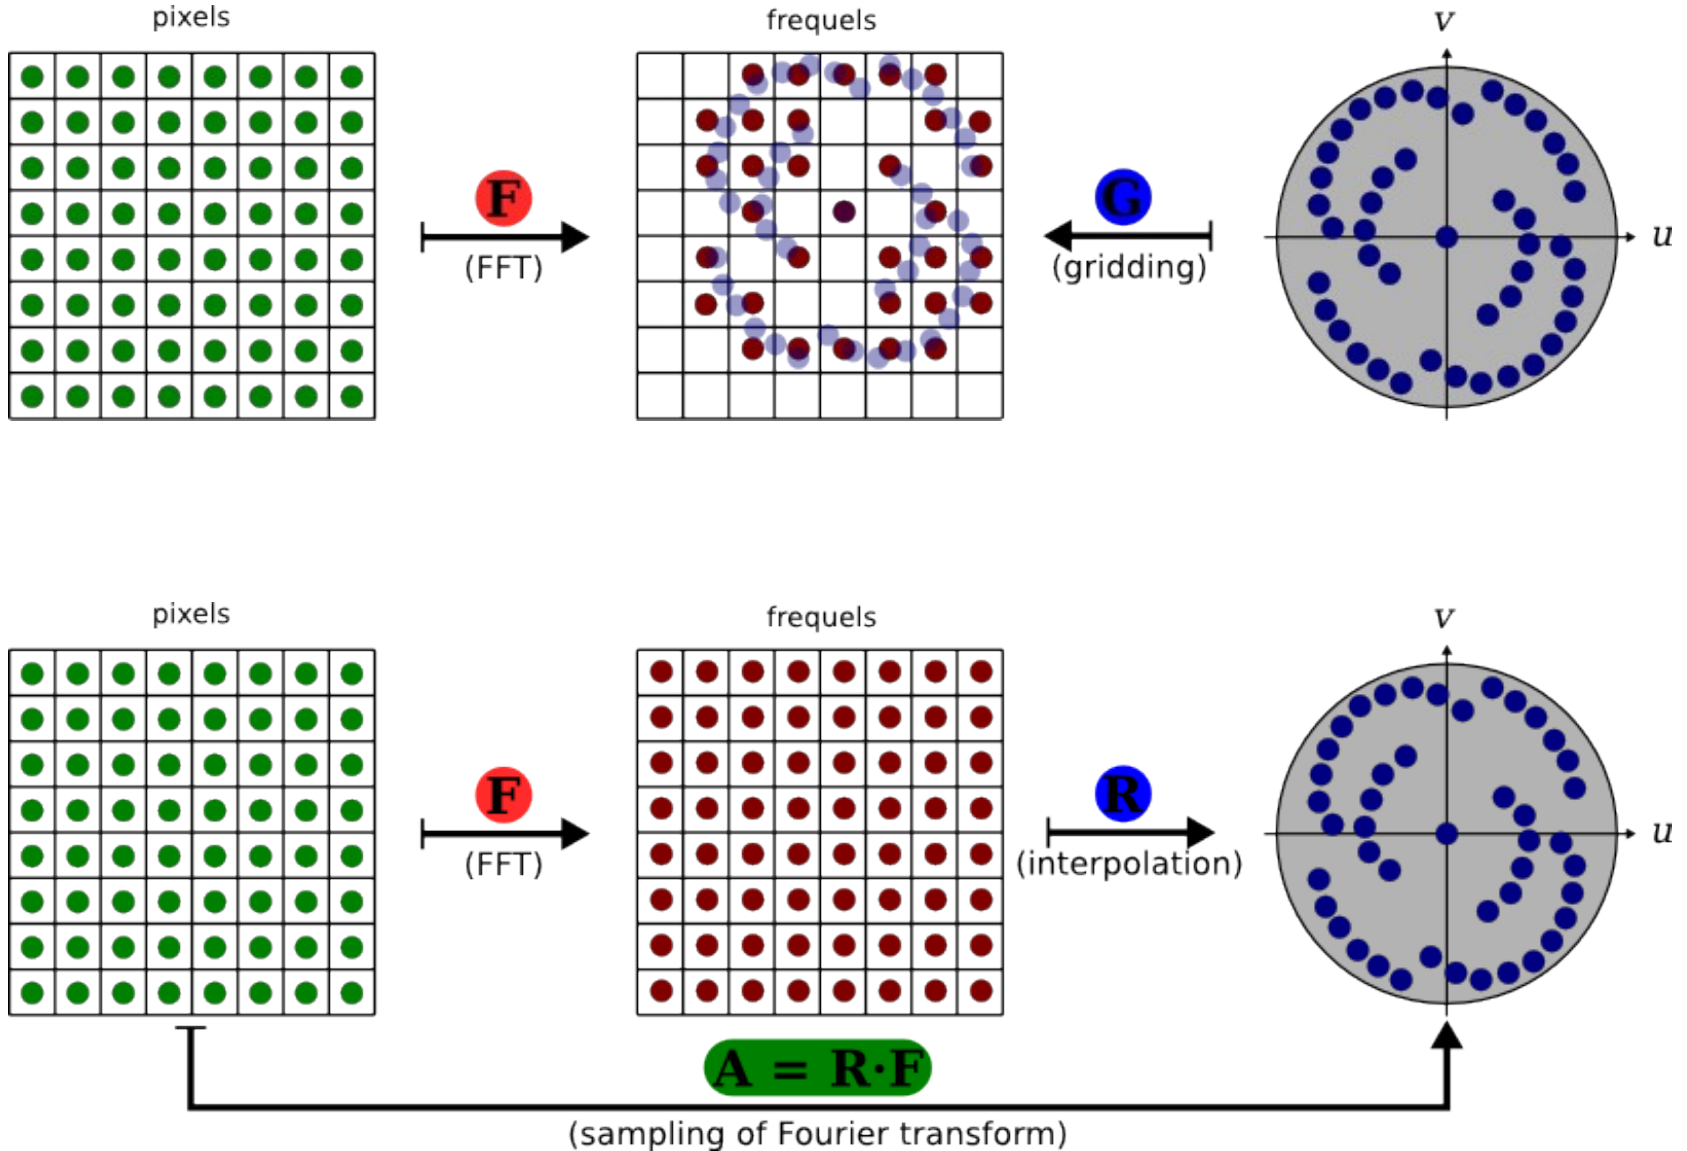 pixels
frequels
v
F
G
u
(FFT)
(gridding)
pixels
frequels
v
F
R
u
(FFT)
(interpolation)
A = R·F
(sampling of Fourier transform)